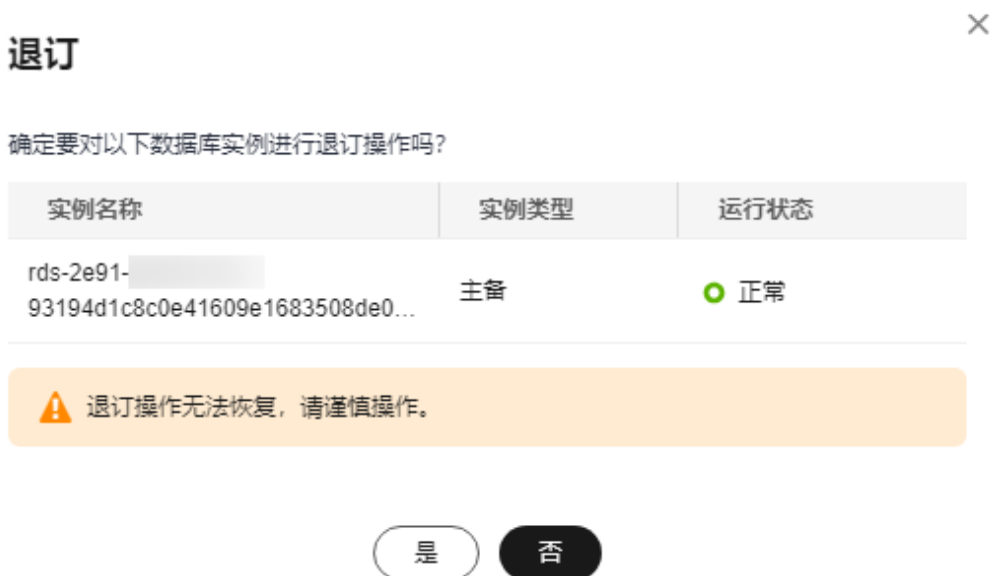 退订
确定要对以下数据库实例进行退订操作吗?
实例名称 实例类型 运行状态
rds-2e91-
93194d1c8c0e41609e1683508de0...
主备
正常
退订操作无法恢复，请谨慎操作。
是 否